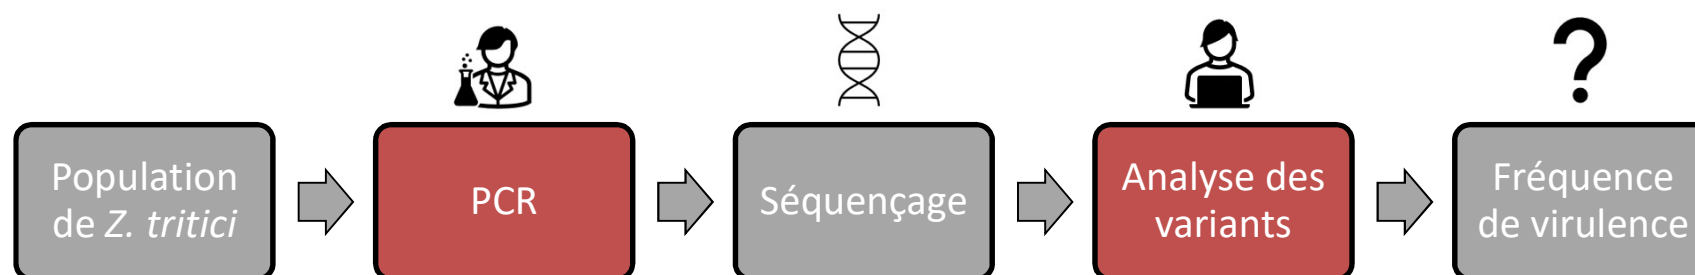 Population
de Z. tritici
PCR
Séquençage
Analyse des
variants
?
Fréquence
de virulence